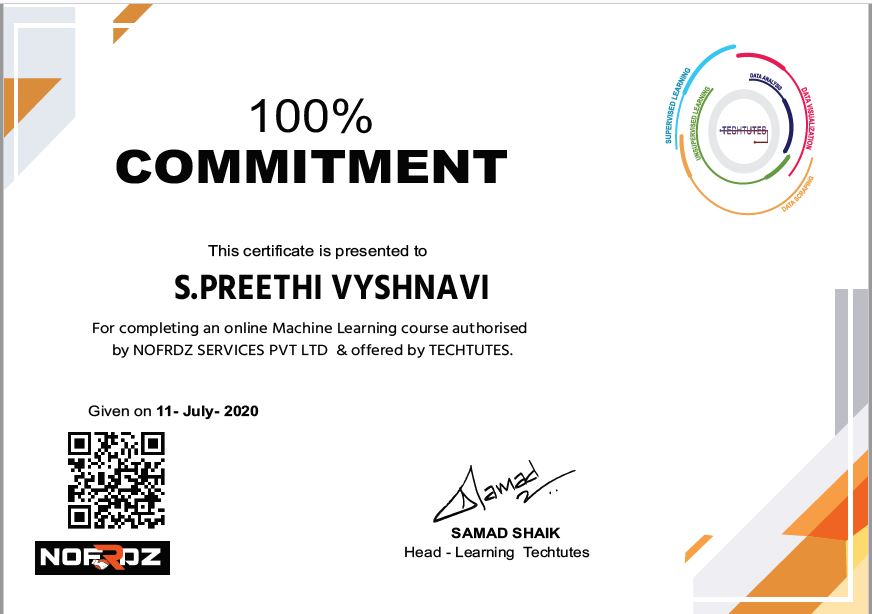 100%
COMMITMENT
SUPERVISED LEARNING
UNSUPERVISED LEARNING
DATA ANALYSIS
DATA VISUALIZATION
DATA SCRAPING
TECHTUTES
This certificate is presented to
S.PREETHI VYSHNAVI
For completing an online Machine Learning course authorised
by NOFRDZ SERVICES PVT LTD & offered by TECHTUTES.
Given on 11- July- 2020
NOFRDZ
Samad
SAMAD SHAIK
Head - Learning Techtutes